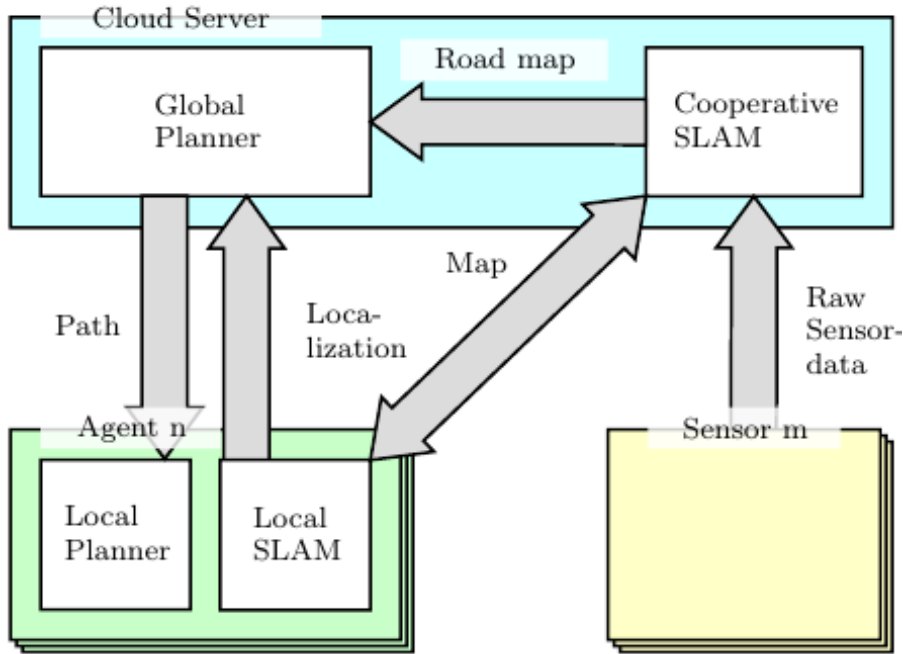 Cloud Server
Road map
Global
Planner
Cooperative
SLAM
Map
Path
Loca-
lization
Raw
Sensor-
data
Agent n
Sensor m
Local
Planner
Local
SLAM